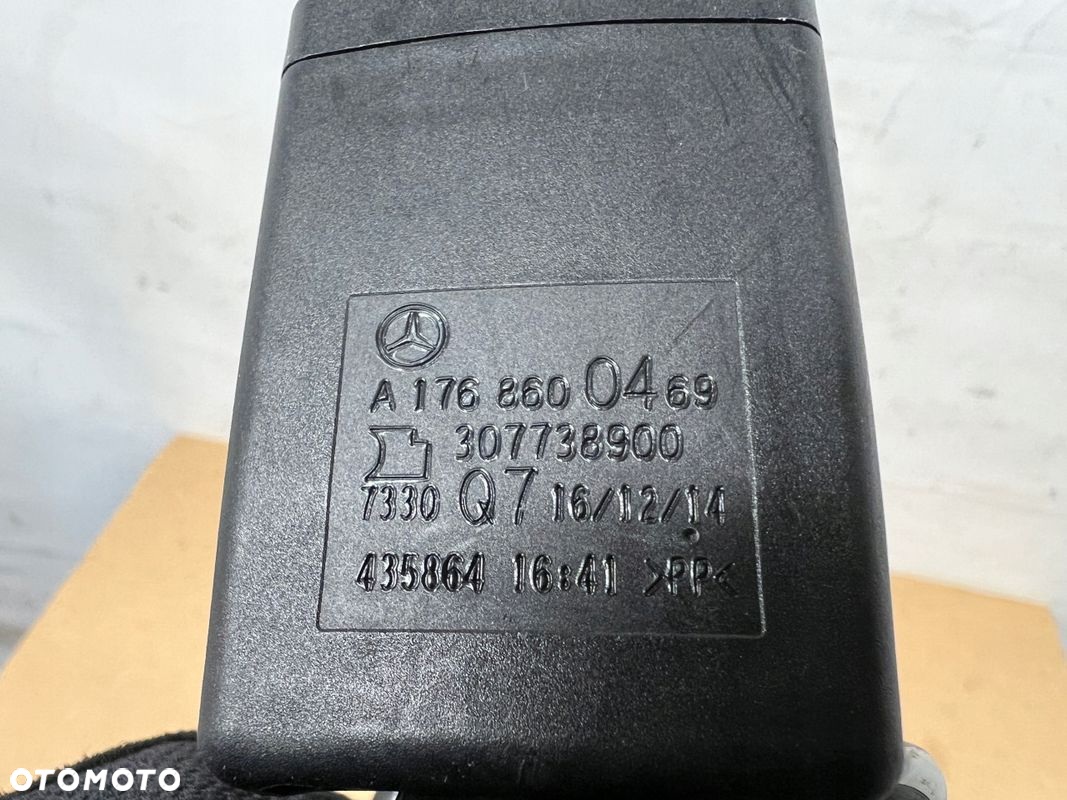 A 176 860 04 69
307738900
7330 Q7 16/12/14
435864 16:41 >PP<
OTOMOTO